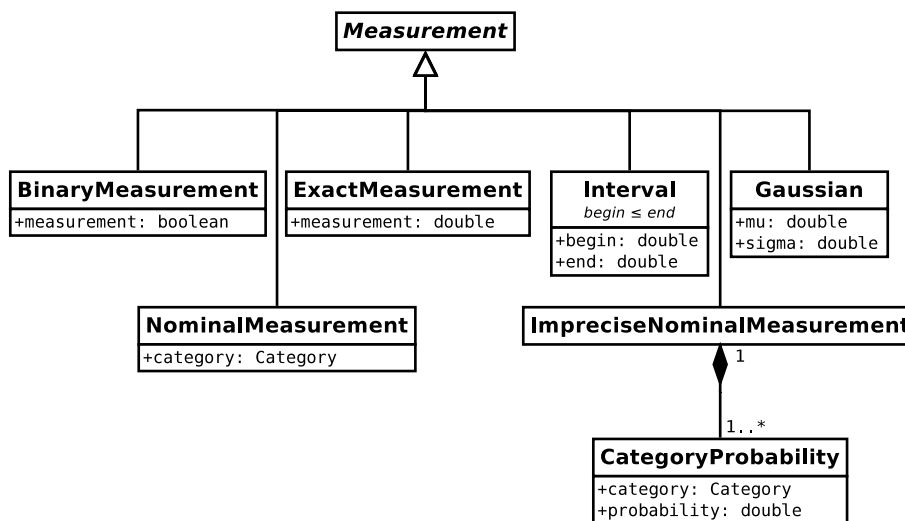 Measurement
BinaryMeasurement
+measurement: boolean
ExactMeasurement
+measurement: double
Interval
begin ≤ end
+begin: double
+end: double
Gaussian
+mu: double
+sigma: double
NominalMeasurement
+category: Category
ImpreciseNominalMeasurement
1
1..*
CategoryProbability
+category: Category
+probability: double